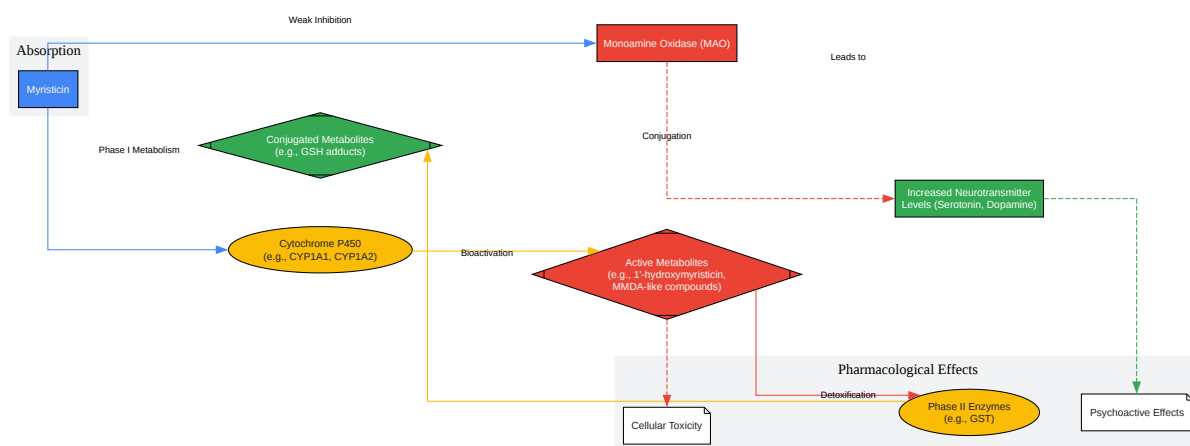 Weak Inhibition
Absorption
Monoamine Oxidase (MAO)
Leads to
Myristicin
Conjugated Metabolites
(e.g., GSH adducts)
Conjugation
Phase I Metabolism
Increased Neurotransmitter
Levels (Serotonin, Dopamine)
Cytochrome P450
(e.g., CYP1A1, CYP1A2)
Bioactivation
Active Metabolites
(e.g., 1'-hydroxymyristicin,
MMDA-like compounds)
Pharmacological Effects
Detoxification
Phase II Enzymes
(e.g., GST)
Psychoactive Effects
Cellular Toxicity